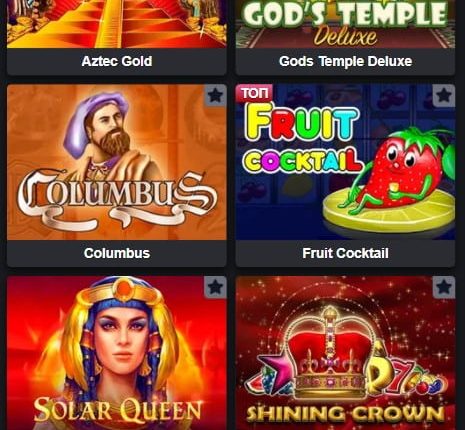 GOD'S TEMPLE
Deluxe
Aztec Gold
Gods Temple Deluxe
COLUMBUS
ТОП
FRUIT
COCKTAIL
Columbus
Fruit Cocktail
SOLAR QUEEN
SHINING CROWN